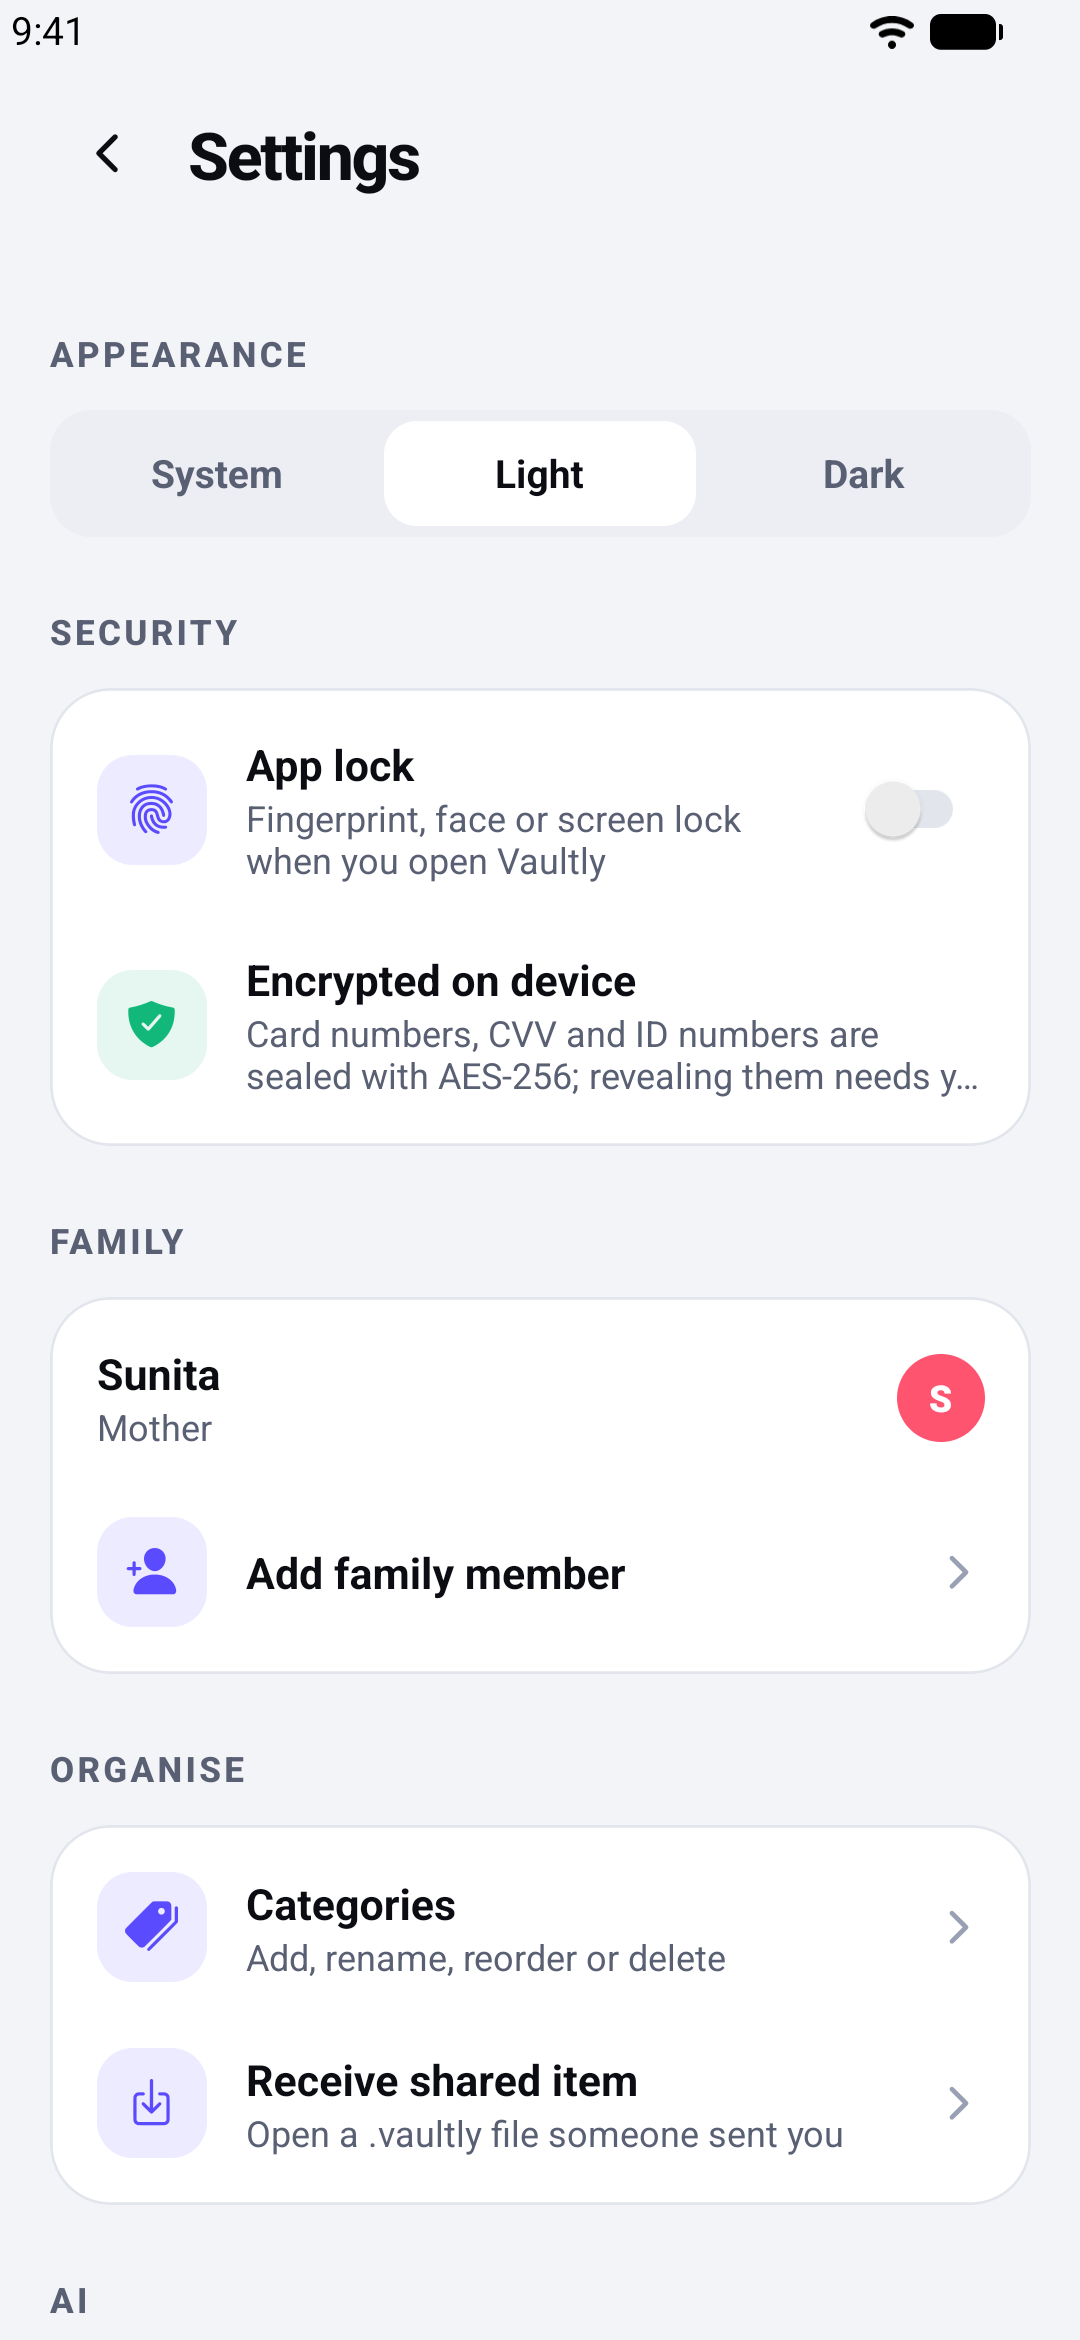 9:41
Settings
APPEARANCE
System
Light
Dark
SECURITY
App lock
Fingerprint, face or screen lock
when you open Vaultly
Encrypted on device
Card numbers, CVV and ID numbers are
sealed with AES-256; revealing them needs y…
FAMILY
Sunita
Mother
S
Add family member
ORGANISE
Categories
Add, rename, reorder or delete
Receive shared item
Open a .vaultly file someone sent you
AI